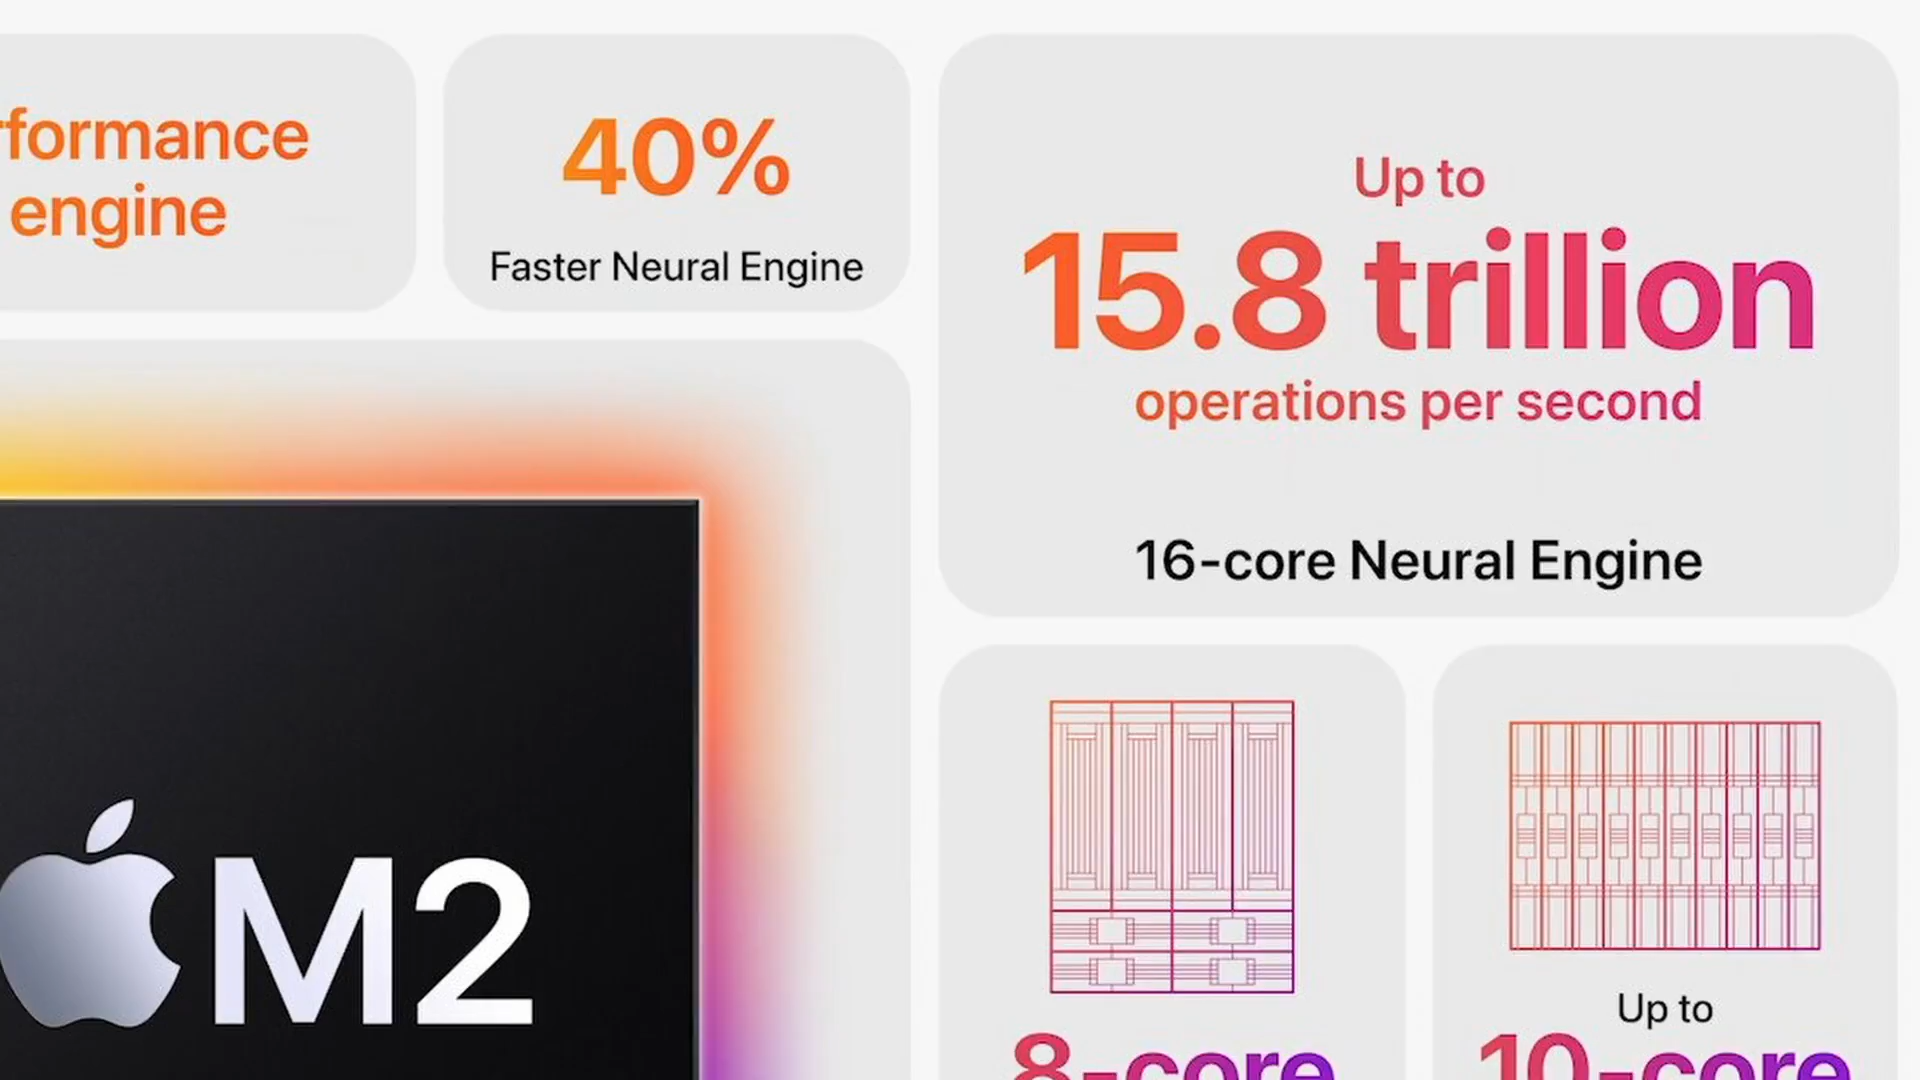 rformance
engine
40%
Faster Neural Engine
Up to
15.8 trillion
operations per second
16-core Neural Engine
M2
8-core
Up to
10-core